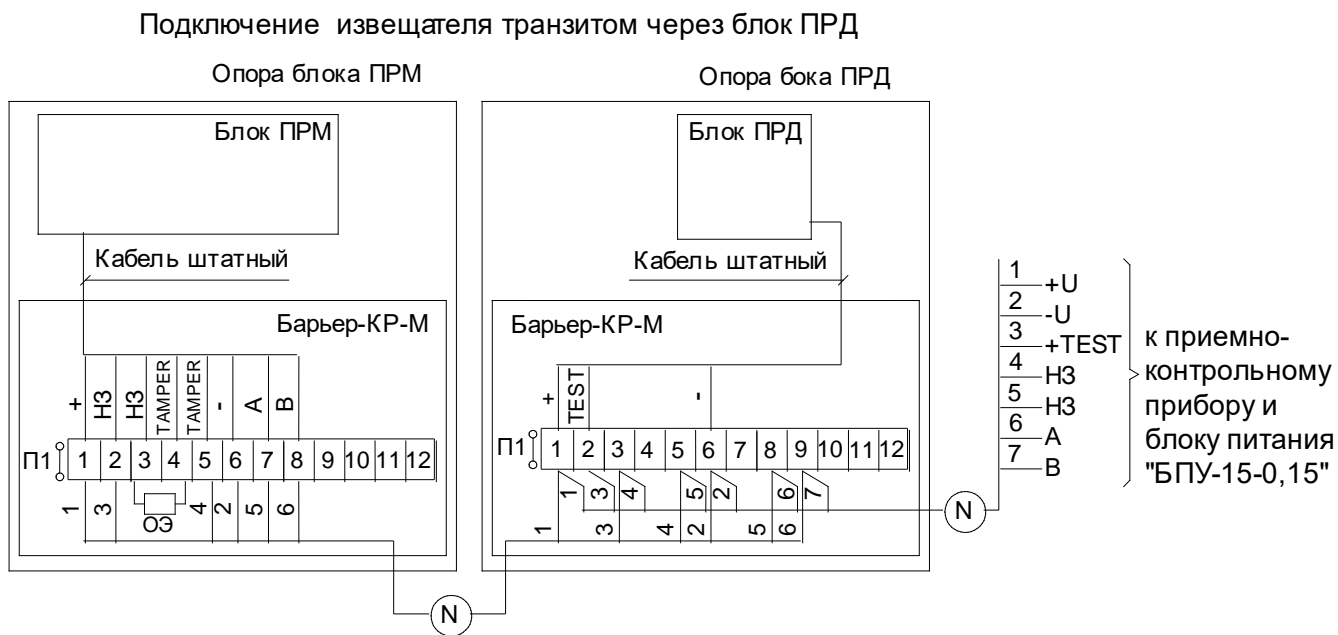 Подключение извещателя транзитом через блок ПРД
Опора блока ПРМ
Опора бока ПРД
Блок ПРМ
Блок ПРД
Кабель штатный
Кабель штатный
Барьер-КР-М
Барьер-КР-М
+ НЗ НЗ TAMPER TAMPER - A B
П1 1 2 3 4 5 6 7 8 9 10 11 12
1 3 ОЭ 4 2 5 6
+ TEST -
П1 1 2 3 4 5 6 7 8 9 10 11 12
1 3 4 5 2 6 7
1 3 4 2 5 6
N
N
1 +U
2 -U
3 +TEST
4 НЗ
5 НЗ
6 A
7 B
к приемно-
контрольному
прибору и
блоку питания
"БПУ-15-0,15"